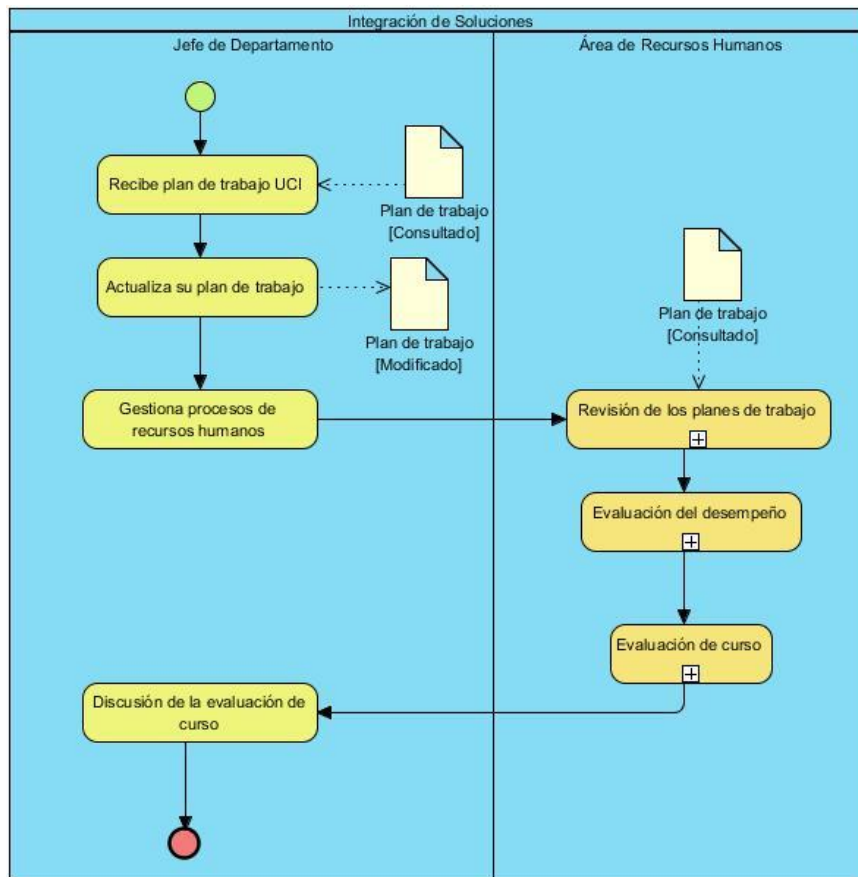 Integración de Soluciones
Jefe de Departamento
Área de Recursos Humanos
Recibe plan de trabajo UCI
Plan de trabajo
[Consultado]
Actualiza su plan de trabajo
Plan de trabajo
[Modificado]
Plan de trabajo
[Consultado]
Gestiona procesos de
recursos humanos
Revisión de los planes de trabajo
Evaluación del desempeño
Evaluación de curso
Discusión de la evaluación de
curso